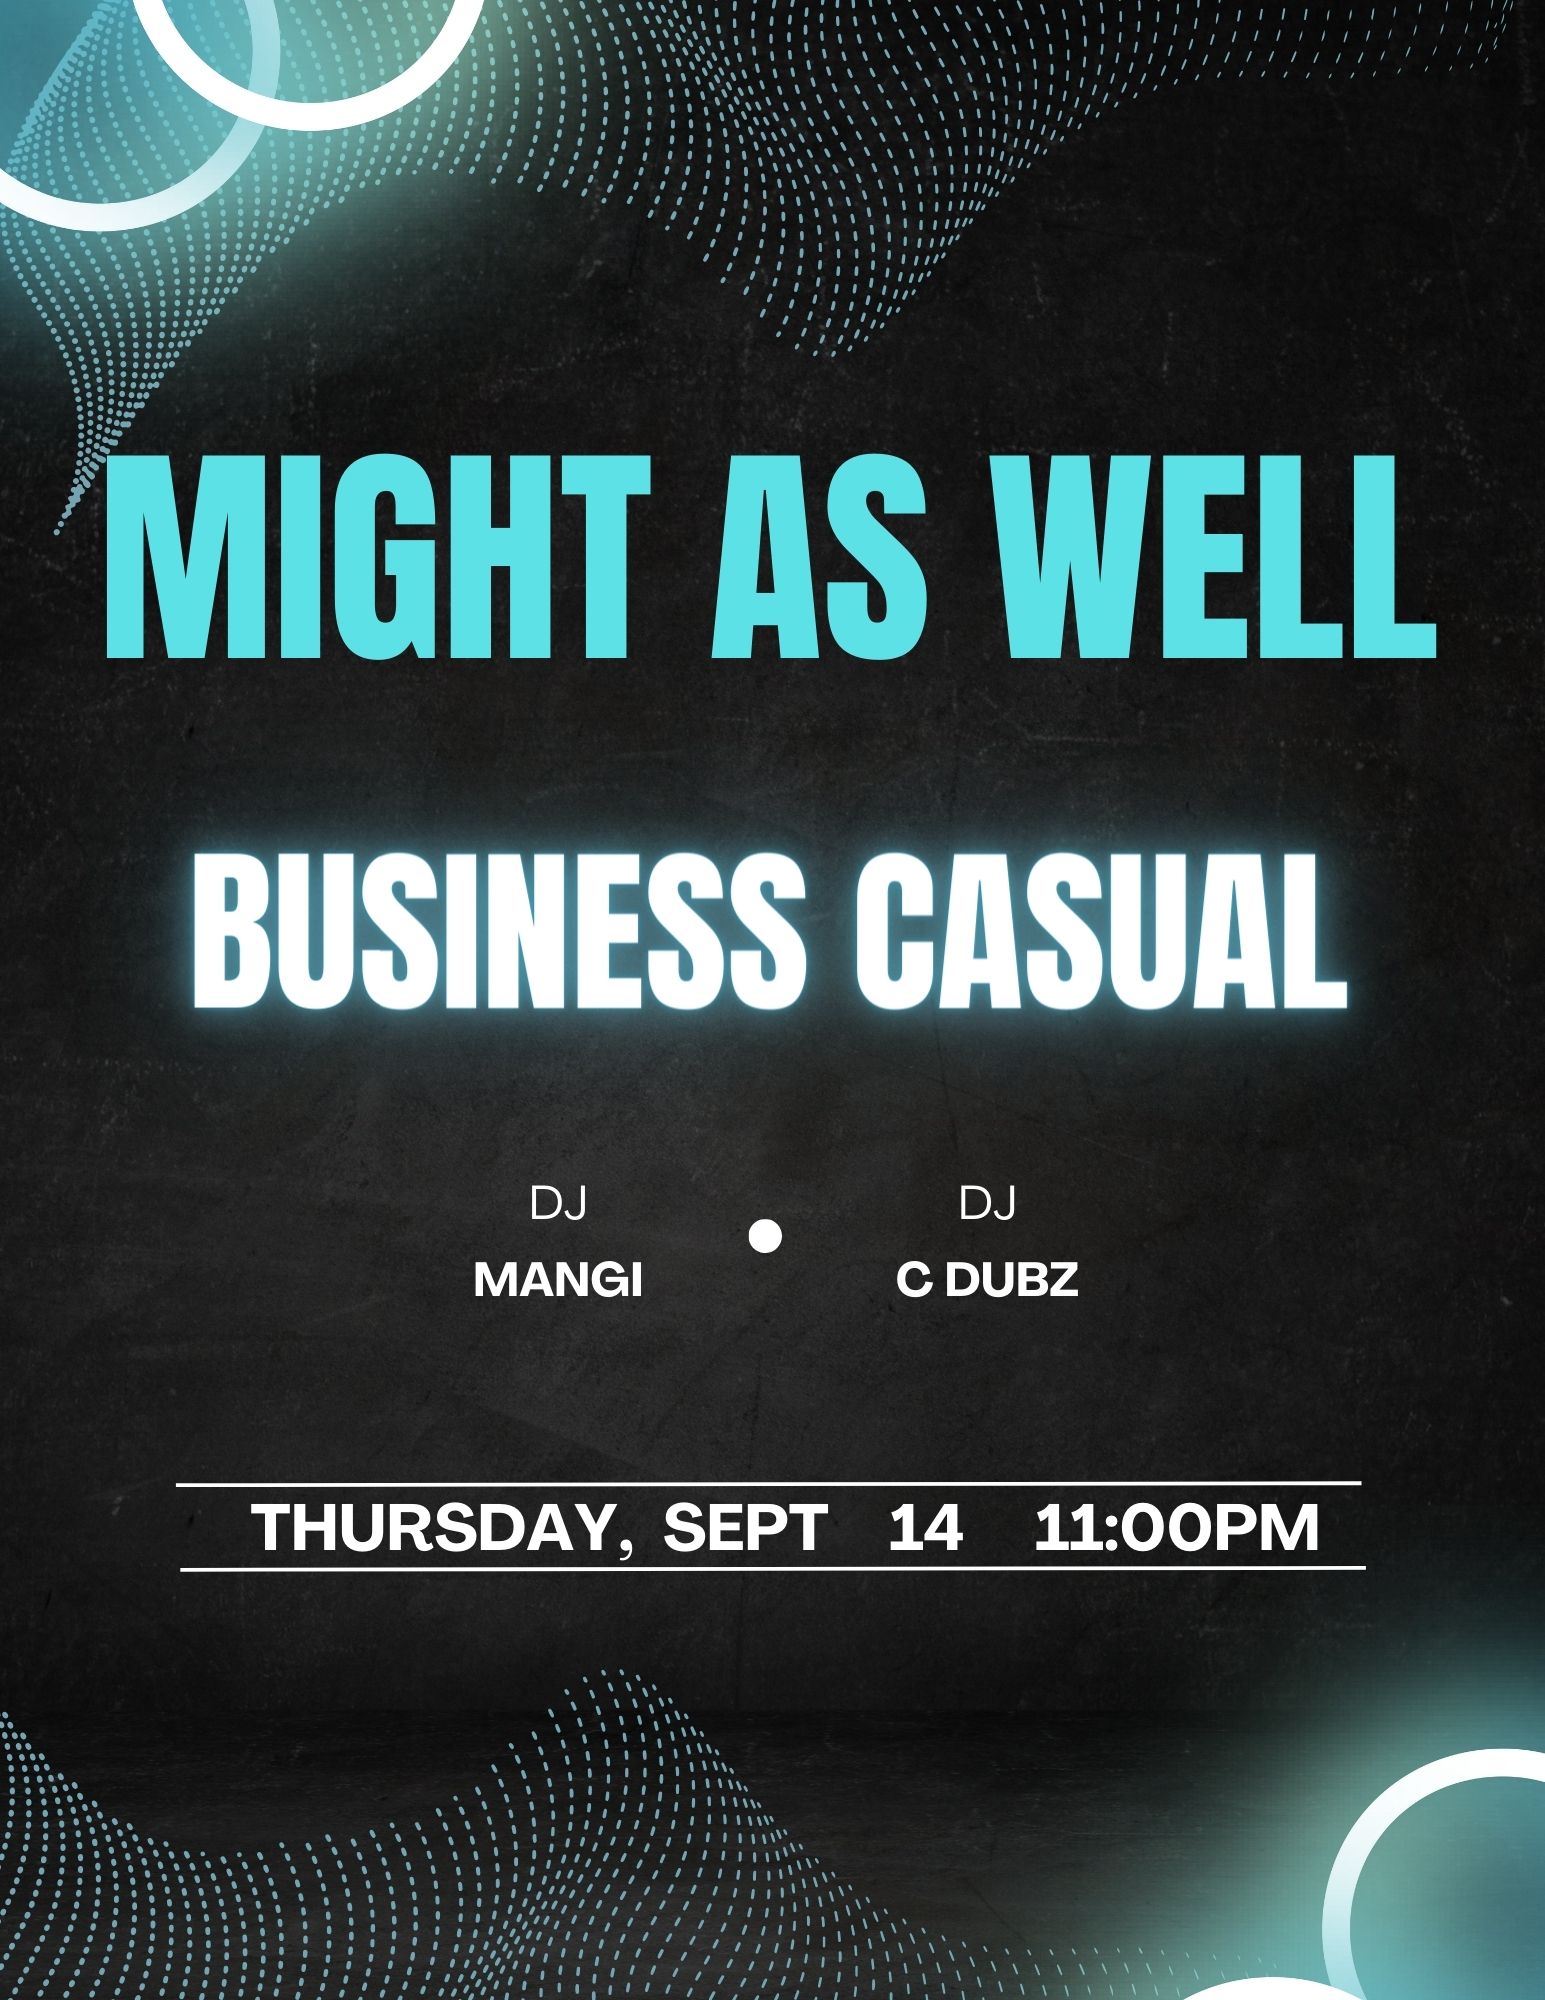 MIGHT AS WELL
BUSINESS CASUAL
DJ
MANGI
DJ
C DUBZ
THURSDAY, SEPT 14 11:00PM